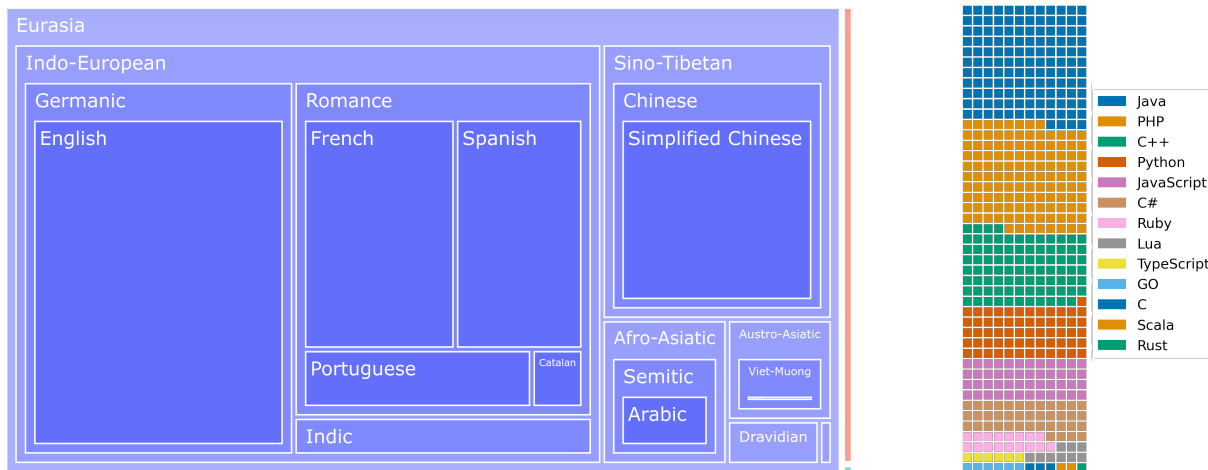 Eurasia
Indo-European
Germanic
English
Romance
French
Spanish
Portuguese
Catalan
Indic
Sino-Tibetan
Chinese
Simplified Chinese
Afro-Asiatic
Semitic
Arabic
Austro-Asiatic
Viet-Muong
Dravidian
Java
PHP
C++
Python
JavaScript
C#
Ruby
Lua
TypeScript
GO
C
Scala
Rust